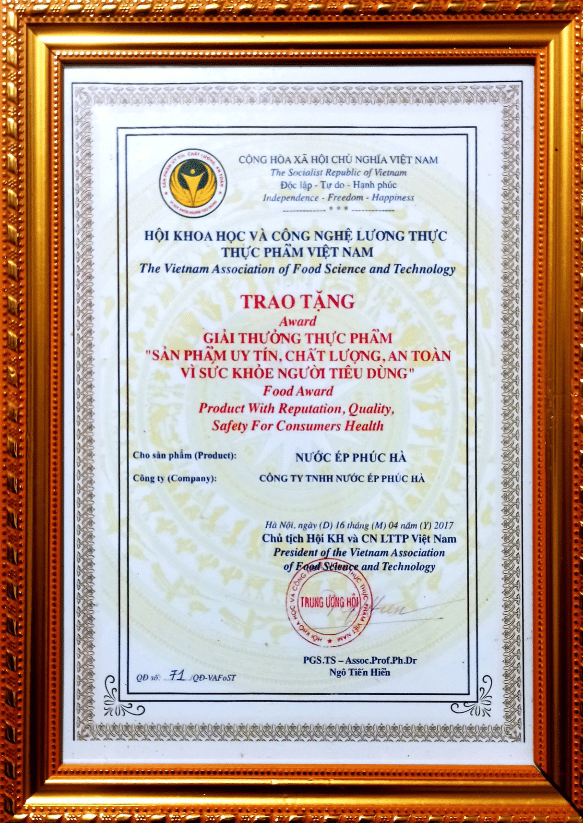 CỘNG HÒA XÃ HỘI CHỦ NGHĨA VIỆT NAM
The Socialist Republic of Vietnam
Độc lập - Tự do - Hạnh phúc
Independence - Freedom - Happiness
HỘI KHOA HỌC VÀ CÔNG NGHỆ LƯƠNG THỰC
THỰC PHẨM VIỆT NAM
The Vietnam Association of Food Science and Technology
TRAO TẶNG
Award
GIẢI THƯỞNG THỰC PHẨM
"SẢN PHẨM UY TÍN, CHẤT LƯỢNG, AN TOÀN
VÌ SỨC KHỎE NGƯỜI TIÊU DÙNG"
Food Award
Product With Reputation, Quality,
Safety For Consumers Health
Cho sản phẩm (Product): NƯỚC ÉP PHÚC HÀ
Công ty (Company): CÔNG TY TNHH NƯỚC ÉP PHÚC HÀ
Hà Nội, ngày (D) 16 tháng (M) 04 năm (Y) 2017
Chủ tịch Hội KH và CN LTTP Việt Nam
President of the Vietnam Association
of Food Science and Technology
TRUNG ƯƠNG HỘI
PGS.TS – Assoc.Prof.Ph.Dr
Ngô Tiến Hiển
QĐ số: 71 /QĐ-VAFoST